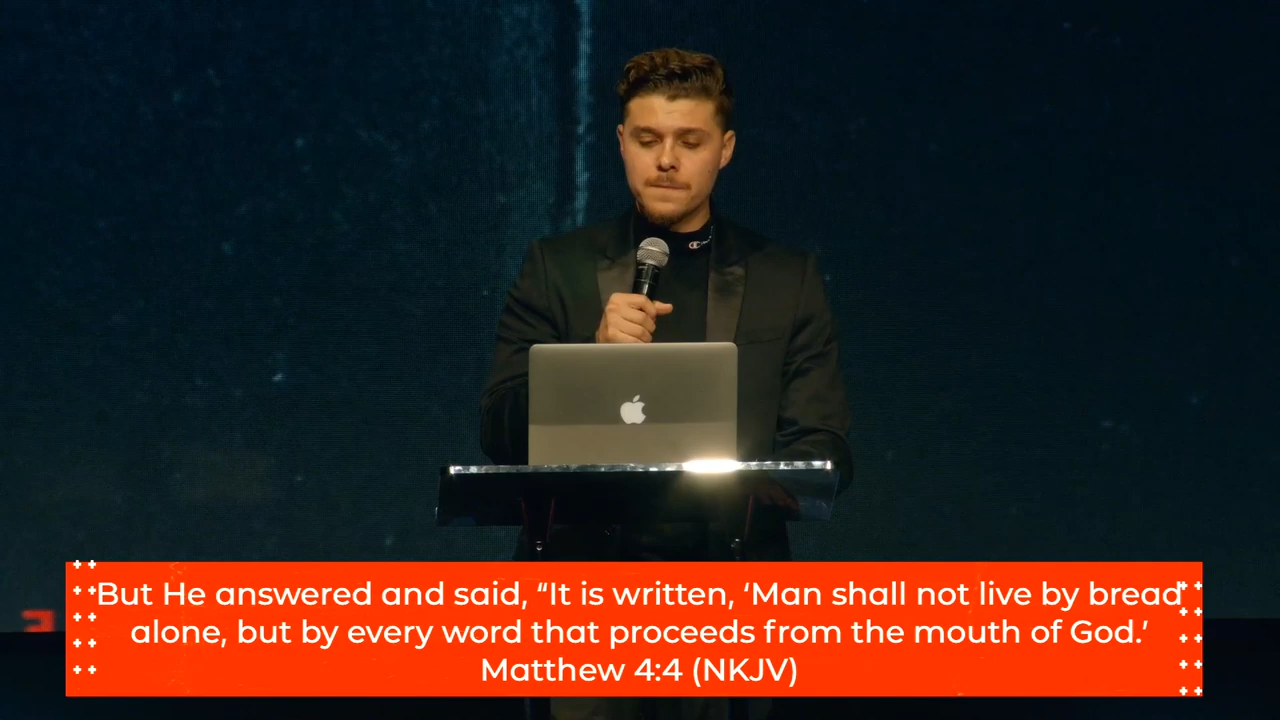 But He answered and said, “It is written, ‘Man shall not live by bread
alone, but by every word that proceeds from the mouth of God.’
Matthew 4:4 (NKJV)